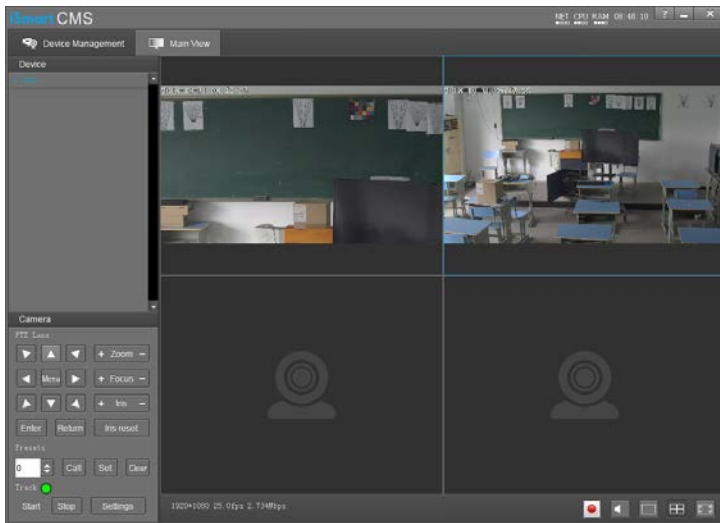 iSmart CMS
NET CPU RAM 08:48:10 ?
Device Management
Main View
Device
Camera
PTZ Lens
+ Zoom -
Menu
+ Focus -
+ Iris -
Enter
Return
Iris reset
Presets
0
Call
Set
Clear
Track
Start
Stop
Settings
1920*1080 25.0fps 2.734Mbps